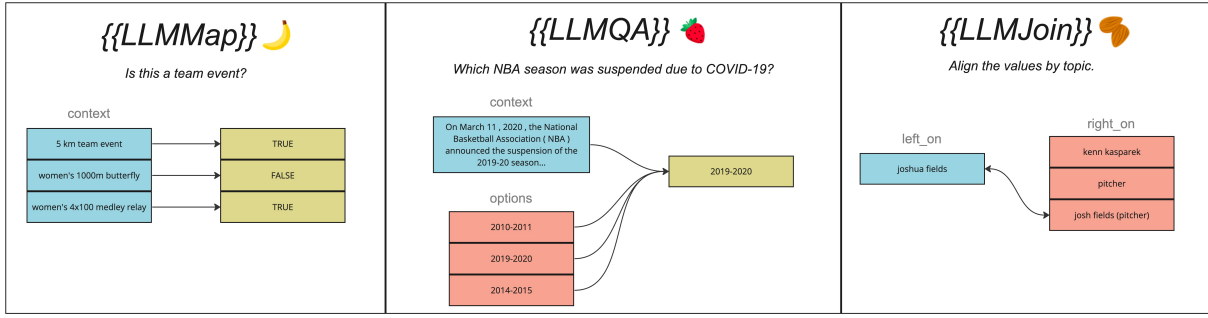 {{LLMMap}}
Is this a team event?
context
5 km team event
TRUE
women's 1000m butterfly
FALSE
women's 4x100 medley relay
TRUE
{{LLMQA}}
Which NBA season was suspended due to COVID-19?
context
On March 11 , 2020 , the National
Basketball Association ( NBA )
announced the suspension of the
2019-20 season...
2019-2020
options
2010-2011
2019-2020
2014-2015
{{LLMJoin}}
Align the values by topic.
left_on
joshua fields
right_on
kenn kasparek
pitcher
josh fields (pitcher)